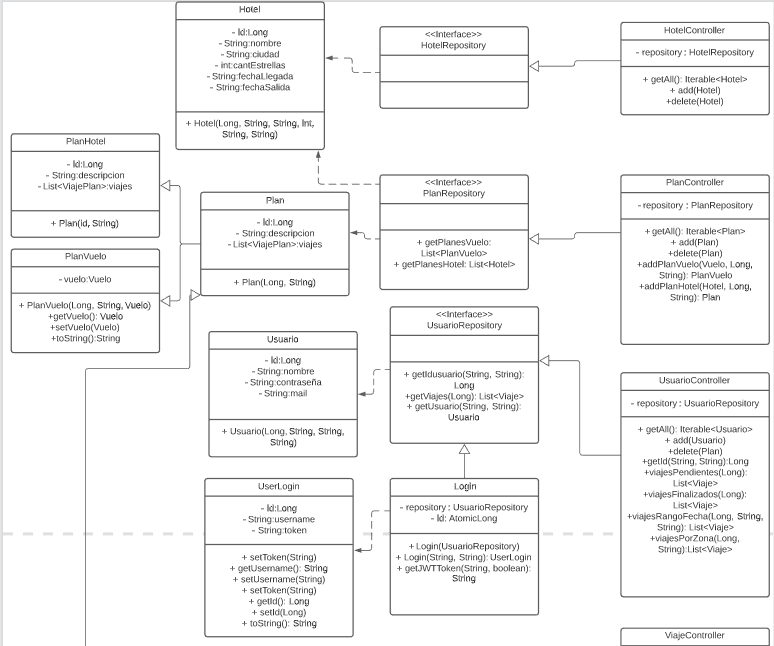 Hotel
- Id:Long
- String:nombre
- String:ciudad
- int:cantEstrellas
- String:fechaLlegada
- String:fechaSalida
+ Hotel(Long, String, String, Int,
String, String)
<<Interface>>
HotelRepository
HotelController
- repository : HotelRepository
+ getAll(): Iterable<Hotel>
+ add(Hotel)
+delete(Hotel)
PlanHotel
- Id:Long
- String:descripcion
- List<ViajePlan>:viajes
+ Plan(id, String)
PlanVuelo
- vuelo:Vuelo
+ PlanVuelo(Long, String, Vuelo)
+getVuelo(): Vuelo
+setVuelo(Vuelo)
+toString():String
Plan
- Id:Long
- String:descripcion
- List<ViajePlan>:viajes
+ Plan(Long, String)
<<Interface>>
PlanRepository
+ getPlanesVuelo:
List<PlanVuelo>
+ getPlanesHotel: List<Hotel>
PlanController
- repository : PlanRepository
+ getAll(): Iterable<Plan>
+ add(Plan)
+delete(Plan)
+addPlanVuelo(Vuelo, Long,
String): PlanVuelo
+addPlanHotel(Hotel, Long,
String): Plan
Usuario
- Id:Long
- String:nombre
- String:contraseña
- String:mail
+ Usuario(Long, String, String,
String)
<<Interface>>
UsuarioRepository
+ getIdusuario(String, String):
Long
+getViajes(Long): List<Viaje>
+ getUsuario(String, String):
Usuario
UsuarioController
- repository : UsuarioRepository
+ getAll(): Iterable<Usuario>
+ add(Usuario)
+delete(Plan)
+getId(String, String):Long
+viajesPendientes(Long):
List<Viaje>
+viajesFinalizados(Long):
List<Viaje>
+viajesRangoFecha(Long, String,
String): List<Viaje>
+viajesPorZona(Long,
String):List<Viaje>
UserLogin
- Id:Long
- String:username
- String:token
+ setToken(String)
+ getUsername(): String
+ setUsername(String)
+ setToken(String)
+ getId(): Long
+ setId(Long)
+ toString(): String
Login
- repository : UsuarioRepository
- Id: AtomicLong
+ Login(UsuarioRepository)
+ Login(String, String): UserLogin
+ getJWTToken(String, boolean):
String
ViajeController